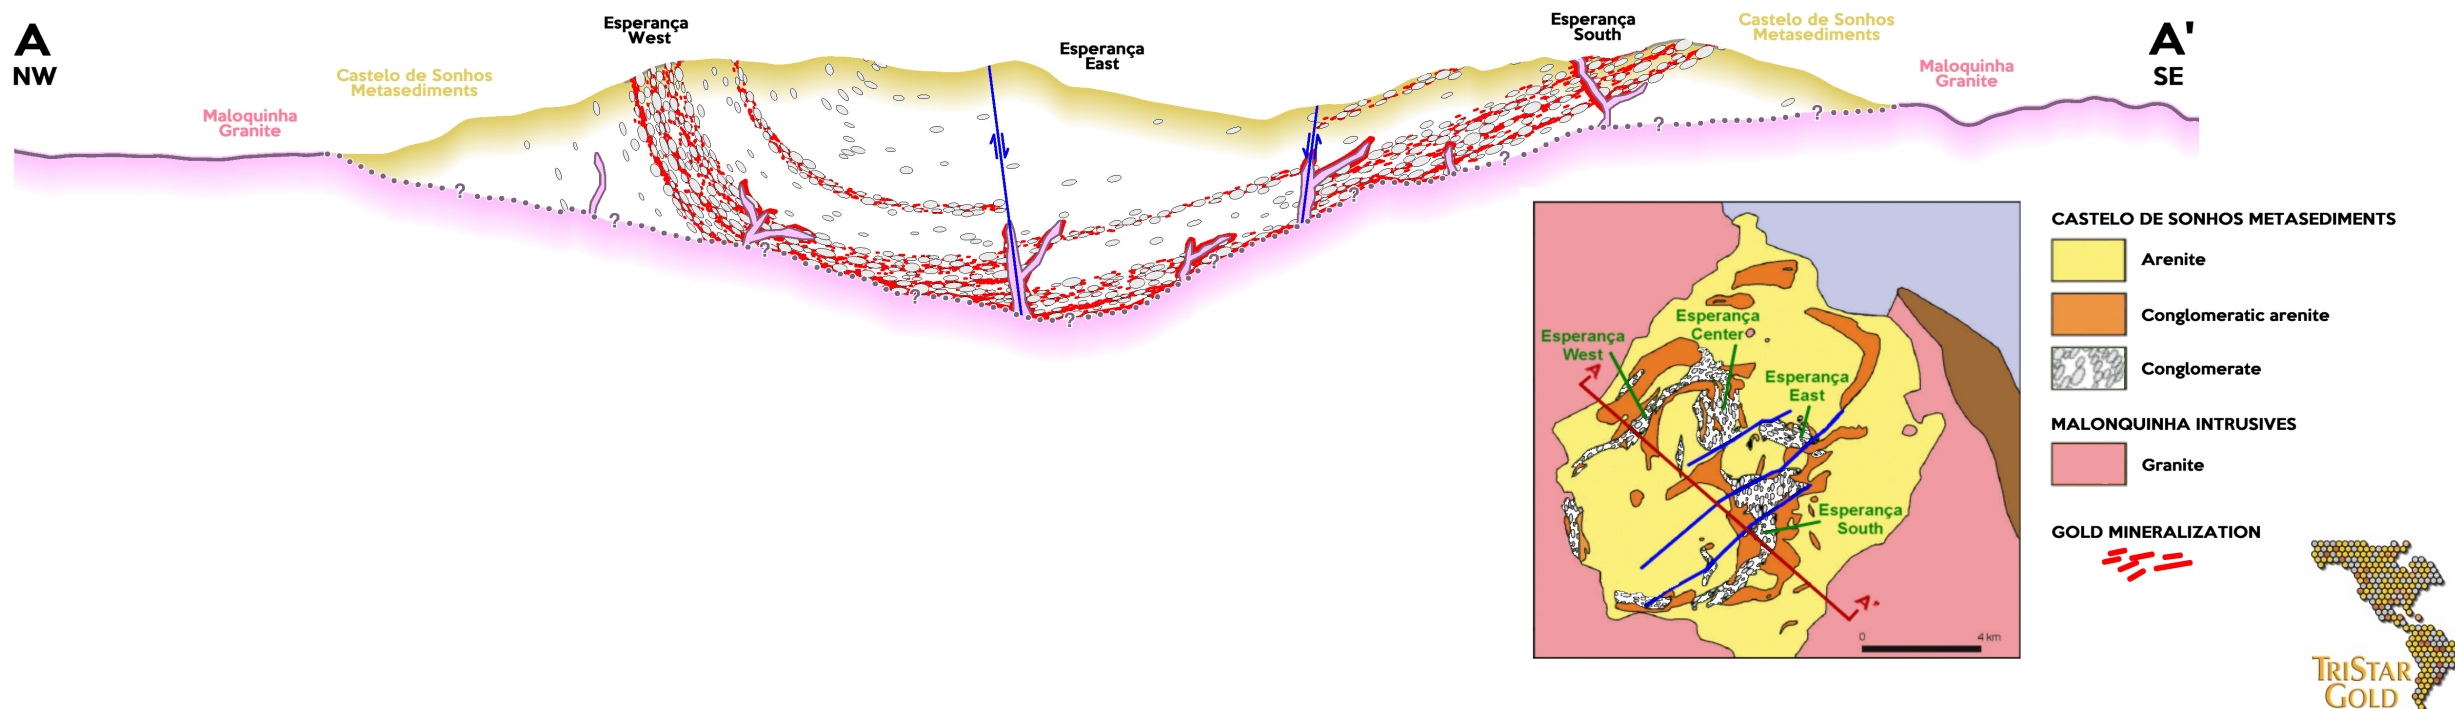 A
NW
Maloquinha
Granite
Castelo de Sonhos
Metasediments
Esperança
West
Esperança
East
Esperança
South
Castelo de Sonhos
Metasediments
Maloquinha
Granite
A'
SE
?
?
?
?
?
?
?
?
?
?
Esperança
West
Esperança
Center
Esperança
East
Esperança
South
A
A'
0
4 km
CASTELO DE SONHOS METASEDIMENTS
Arenite
Conglomeratic arenite
Conglomerate
MALONQUINHA INTRUSIVES
Granite
GOLD MINERALIZATION
TRISTAR
GOLD